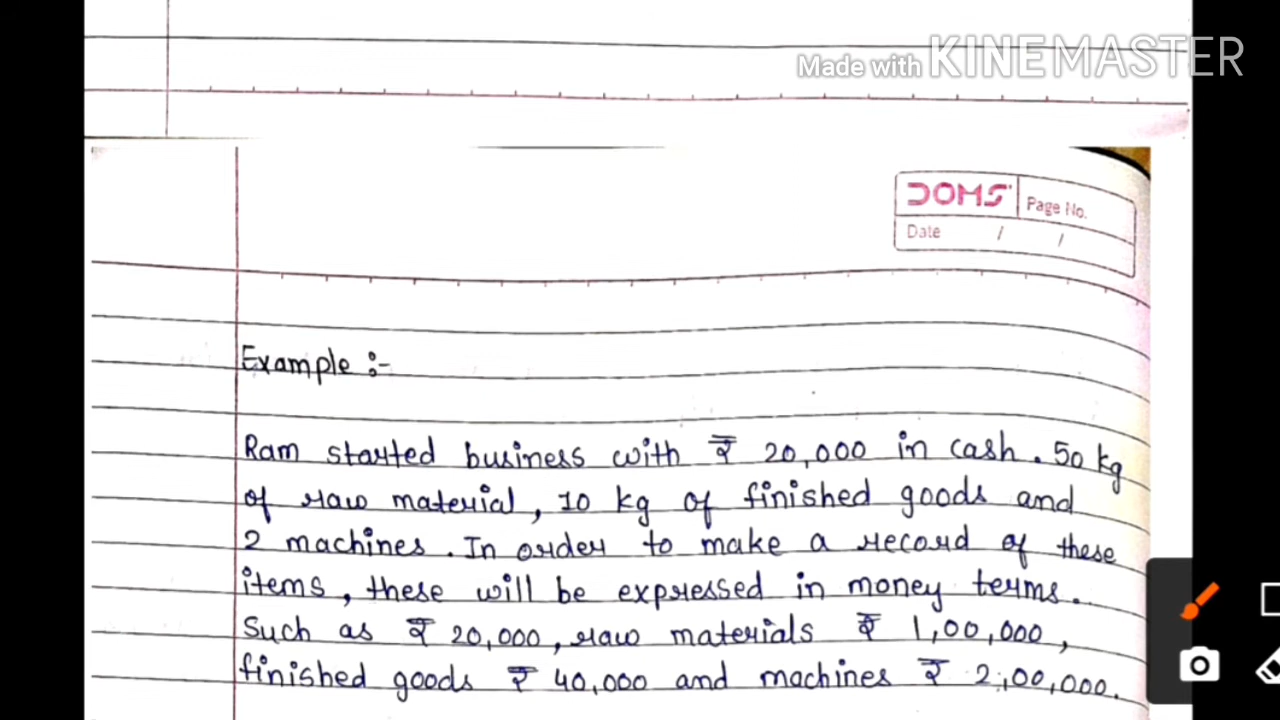 Made with KINEMASTER
DOMS Page No.
Date / /
Example :-
Ram started business with ₹ 20,000 in cash. 50 kg
of raw material, 10 kg of finished goods and
2 machines. In order to make a record of these
items, these will be expressed in money terms.
Such as ₹ 20,000, raw materials ₹ 1,00,000,
finished goods ₹ 40,000 and machines ₹ 2,00,000.